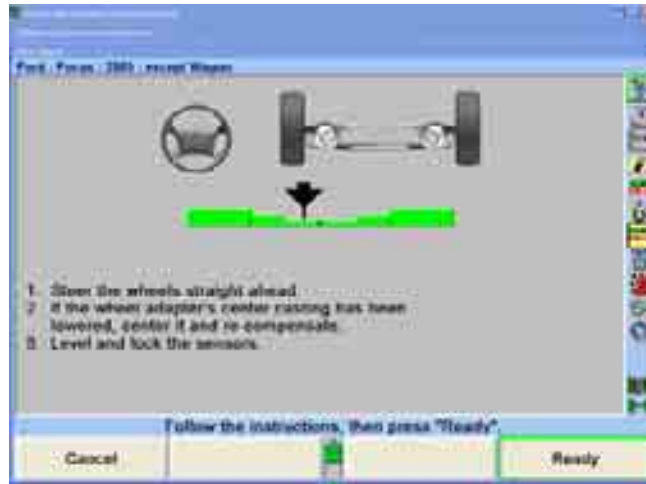 Ford : Focus : 2005 : except Wagon
1. Steer the wheels straight ahead.
2. If the wheel adapter's center casting has been
lowered, center it and re-compensate.
3. Level and lock the sensors.
Follow the instructions, then press "Ready"
Cancel
Ready